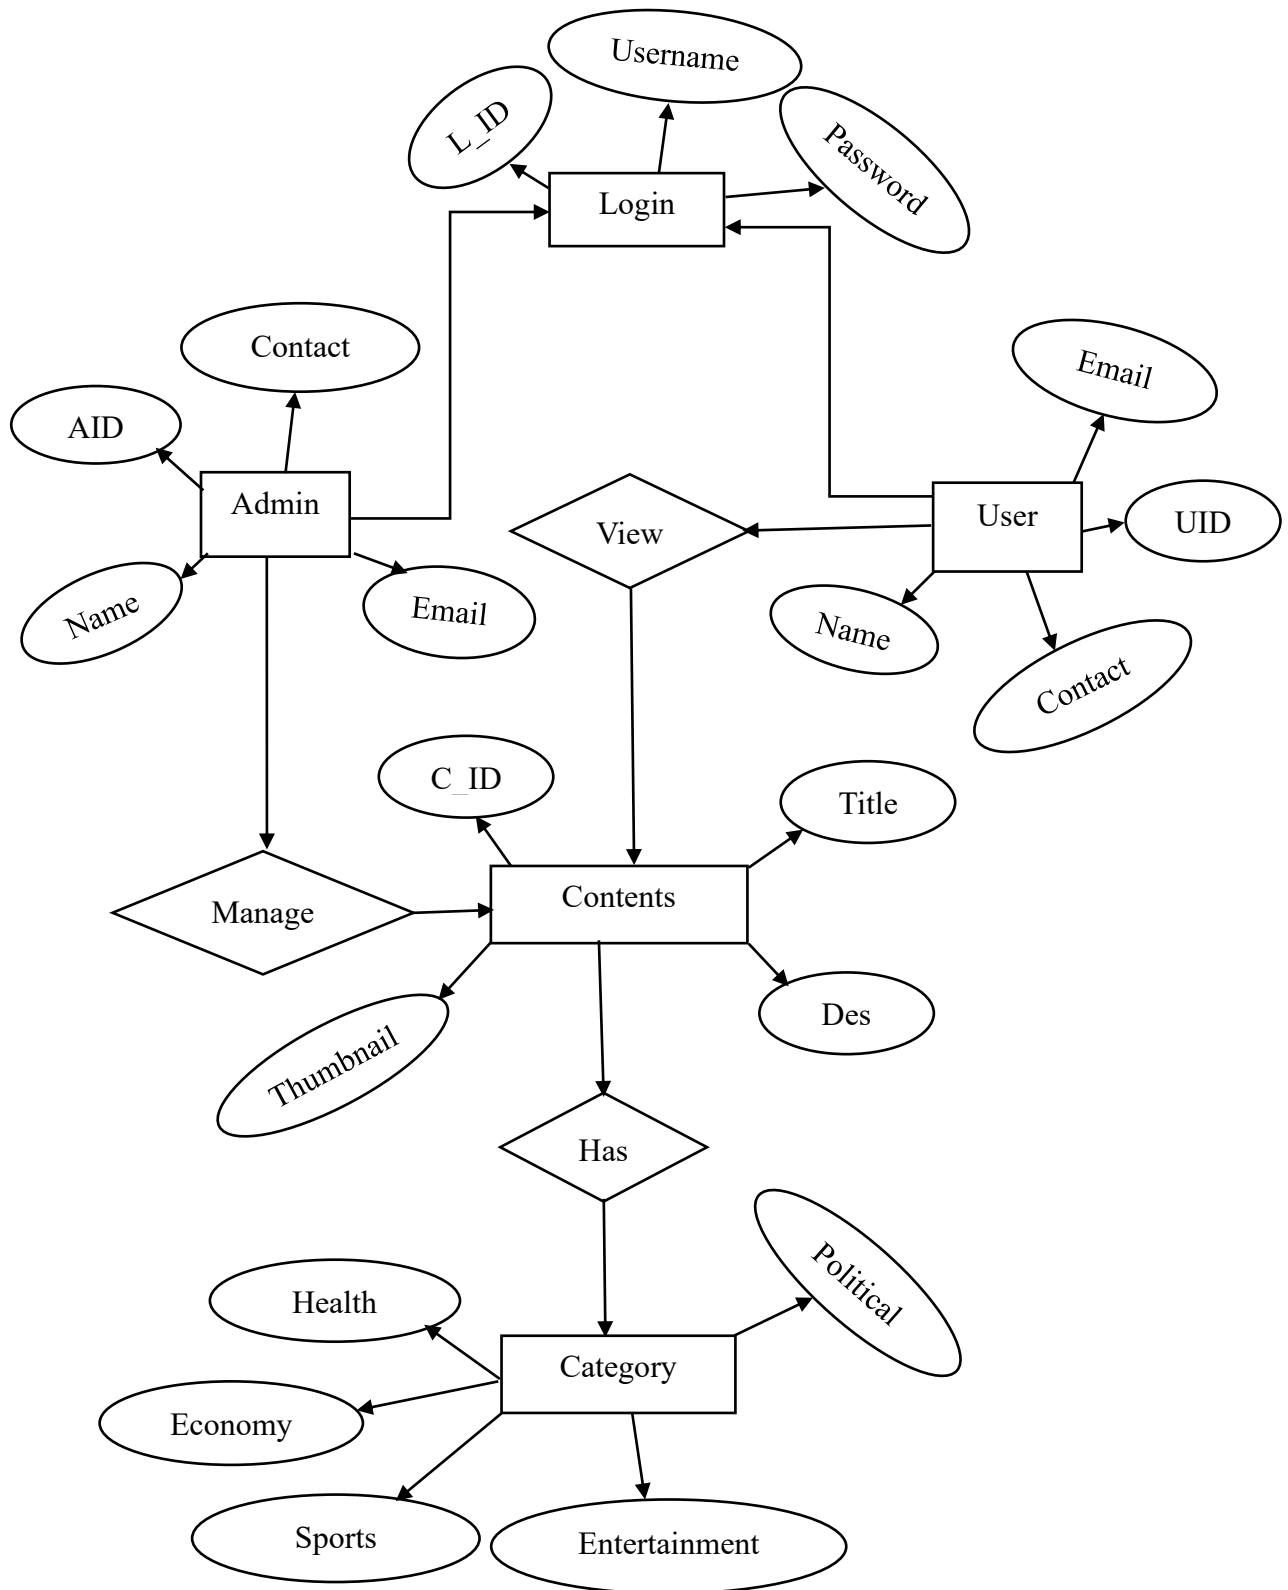 Username
L_ID
Password
Login
Contact
Email
AID
Admin
User
UID
View
Name
Email
Name
Contact
C_ID
Title
Contents
Manage
Des
Thumbnail
Has
Political
Health
Category
Economy
Sports
Entertainment